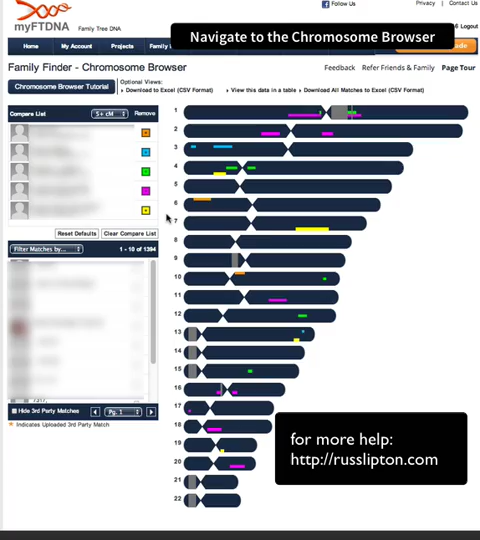 Follow Us
Privacy | Contact Us
myFTDNA
Family Tree DNA
Logout
Navigate to the Chromosome Browser
Home
My Account
Projects
Family Finder - Chromosome Browser
Feedback
Refer Friends & Family
Page Tour
Chromosome Browser Tutorial
Optional Views:
Download to Excel (CSV Format)
View this data in a table
Download All Matches to Excel (CSV Format)
Compare List
5+ cM
Remove
Reset Defaults
Clear Compare List
Filter Matches by...
1 - 10 of 1394
Hide 3rd Party Matches
Pg. 1
* Indicates Uploaded 3rd Party Match
1
2
3
4
5
6
7
8
9
10
11
12
13
14
15
16
17
18
19
20
21
22
for more help:
http://russlipton.com